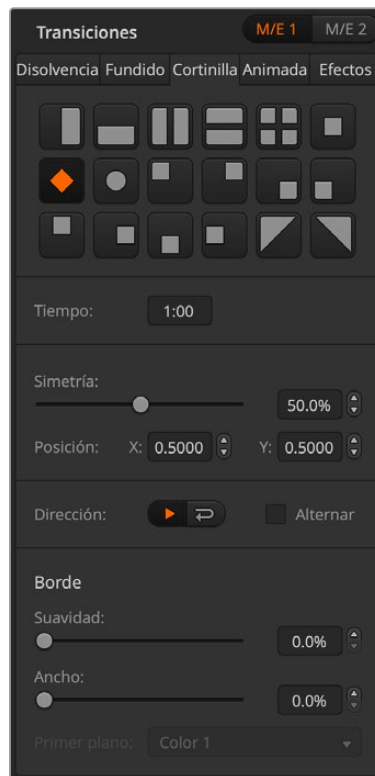 Transiciones M/E 1 M/E 2
Disolvencia Fundido Cortinilla Animada Efectos
Tiempo: 1:00
Simetría:
50.0%
Posición: X: 0.5000 Y: 0.5000
Dirección: Alternar
Borde
Suavidad:
0.0%
Ancho:
0.0%
Primer plano: Color 1